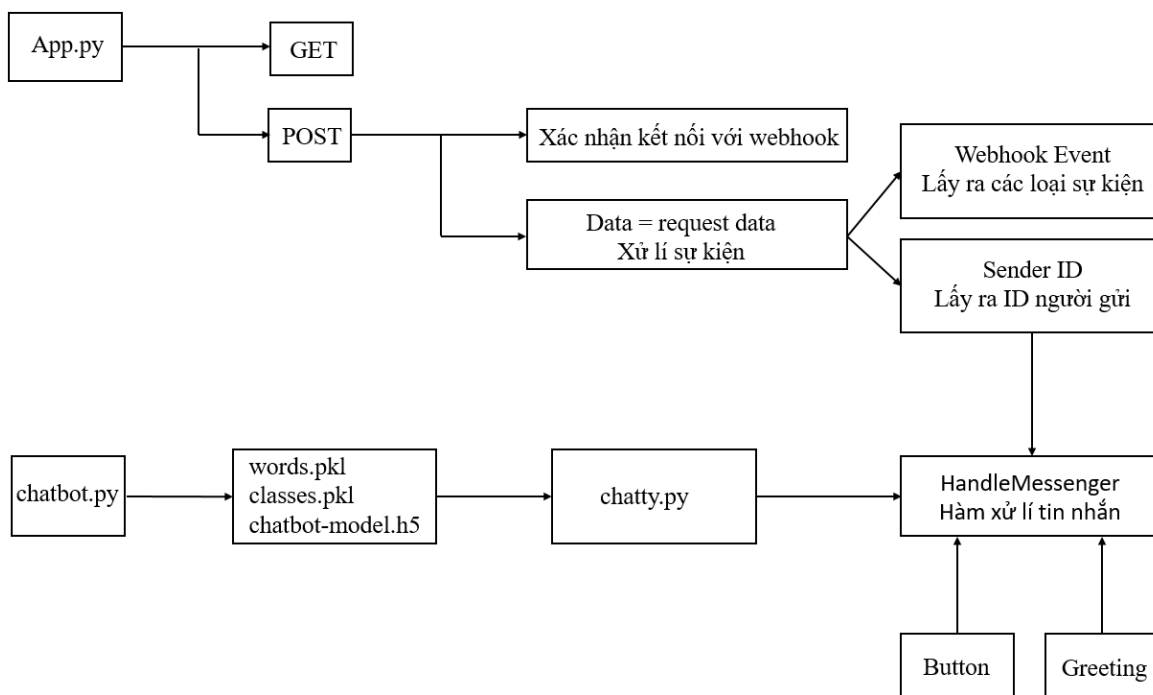 App.py
GET
POST
Xác nhận kết nối với webhook
Webhook Event
Lấy ra các loại sự kiện
Data = request data
Xử lí sự kiện
Sender ID
Lấy ra ID người gửi
chatbot.py
words.pkl
classes.pkl
chatbot-model.h5
chatty.py
HandleMessenger
Hàm xử lí tin nhắn
Button
Greeting